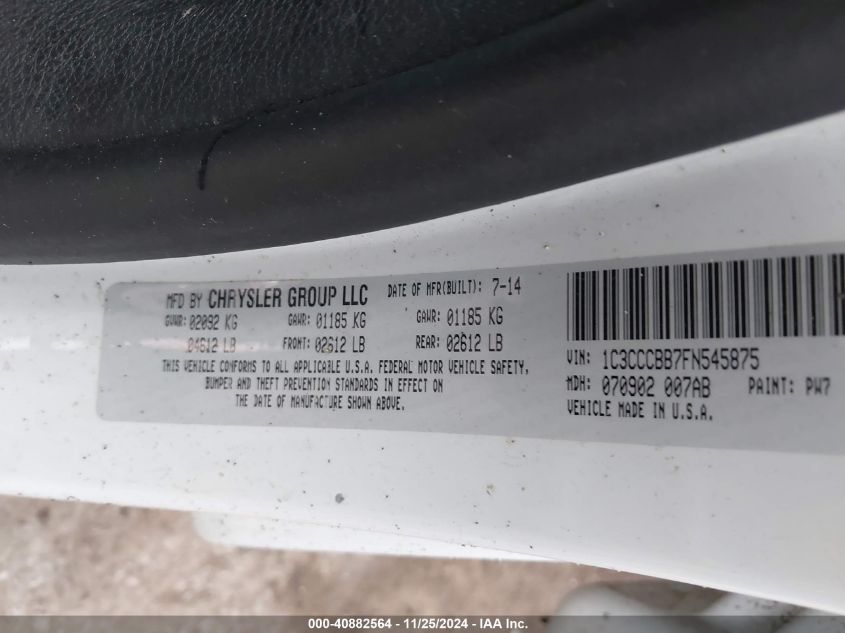 MFD BY CHRYSLER GROUP LLC DATE OF MFR(BUILT): 7-14
GVWR: 02092 KG GAWR: 01185 KG GAWR: 01185 KG
04612 LB FRONT: 02612 LB REAR: 02612 LB
THIS VEHICLE CONFORMS TO ALL APPLICABLE U.S.A. FEDERAL MOTOR VEHICLE SAFETY,
BUMPER AND THEFT PREVENTION STANDARDS IN EFFECT ON
THE DATE OF MANUFACTURE SHOWN ABOVE.
VIN: 1C3CCCBB7FN545875
MDH: 070902 007AB PAINT: PW7
VEHICLE MADE IN U.S.A.
000-40882564 - 11/25/2024 - IAA Inc.